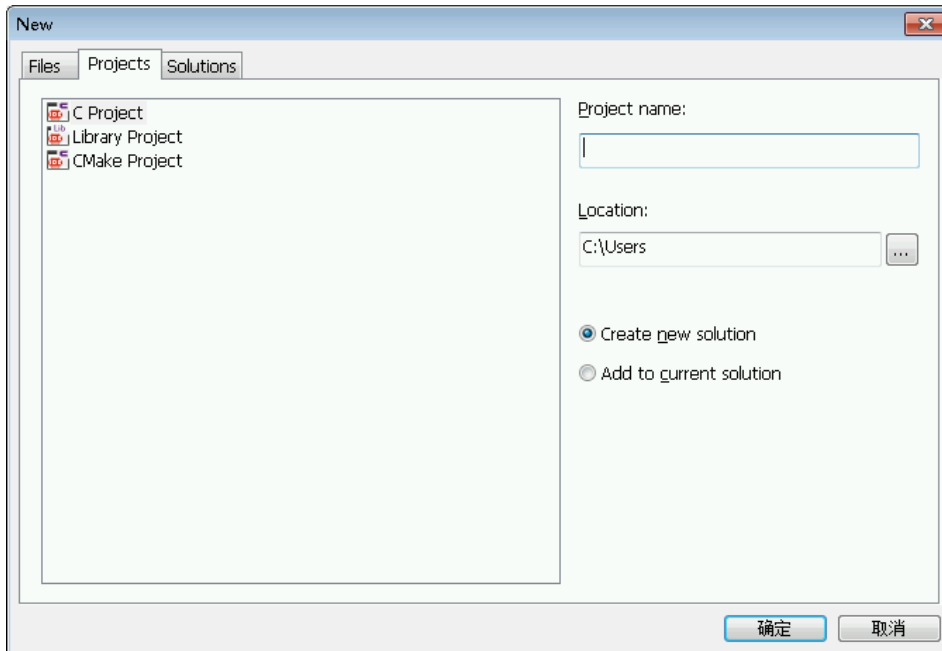 New
Files Projects Solutions
C Project
Library Project
CMake Project
Project name:
Location:
C:\Users
...
Create new solution
Add to current solution
确定 取消